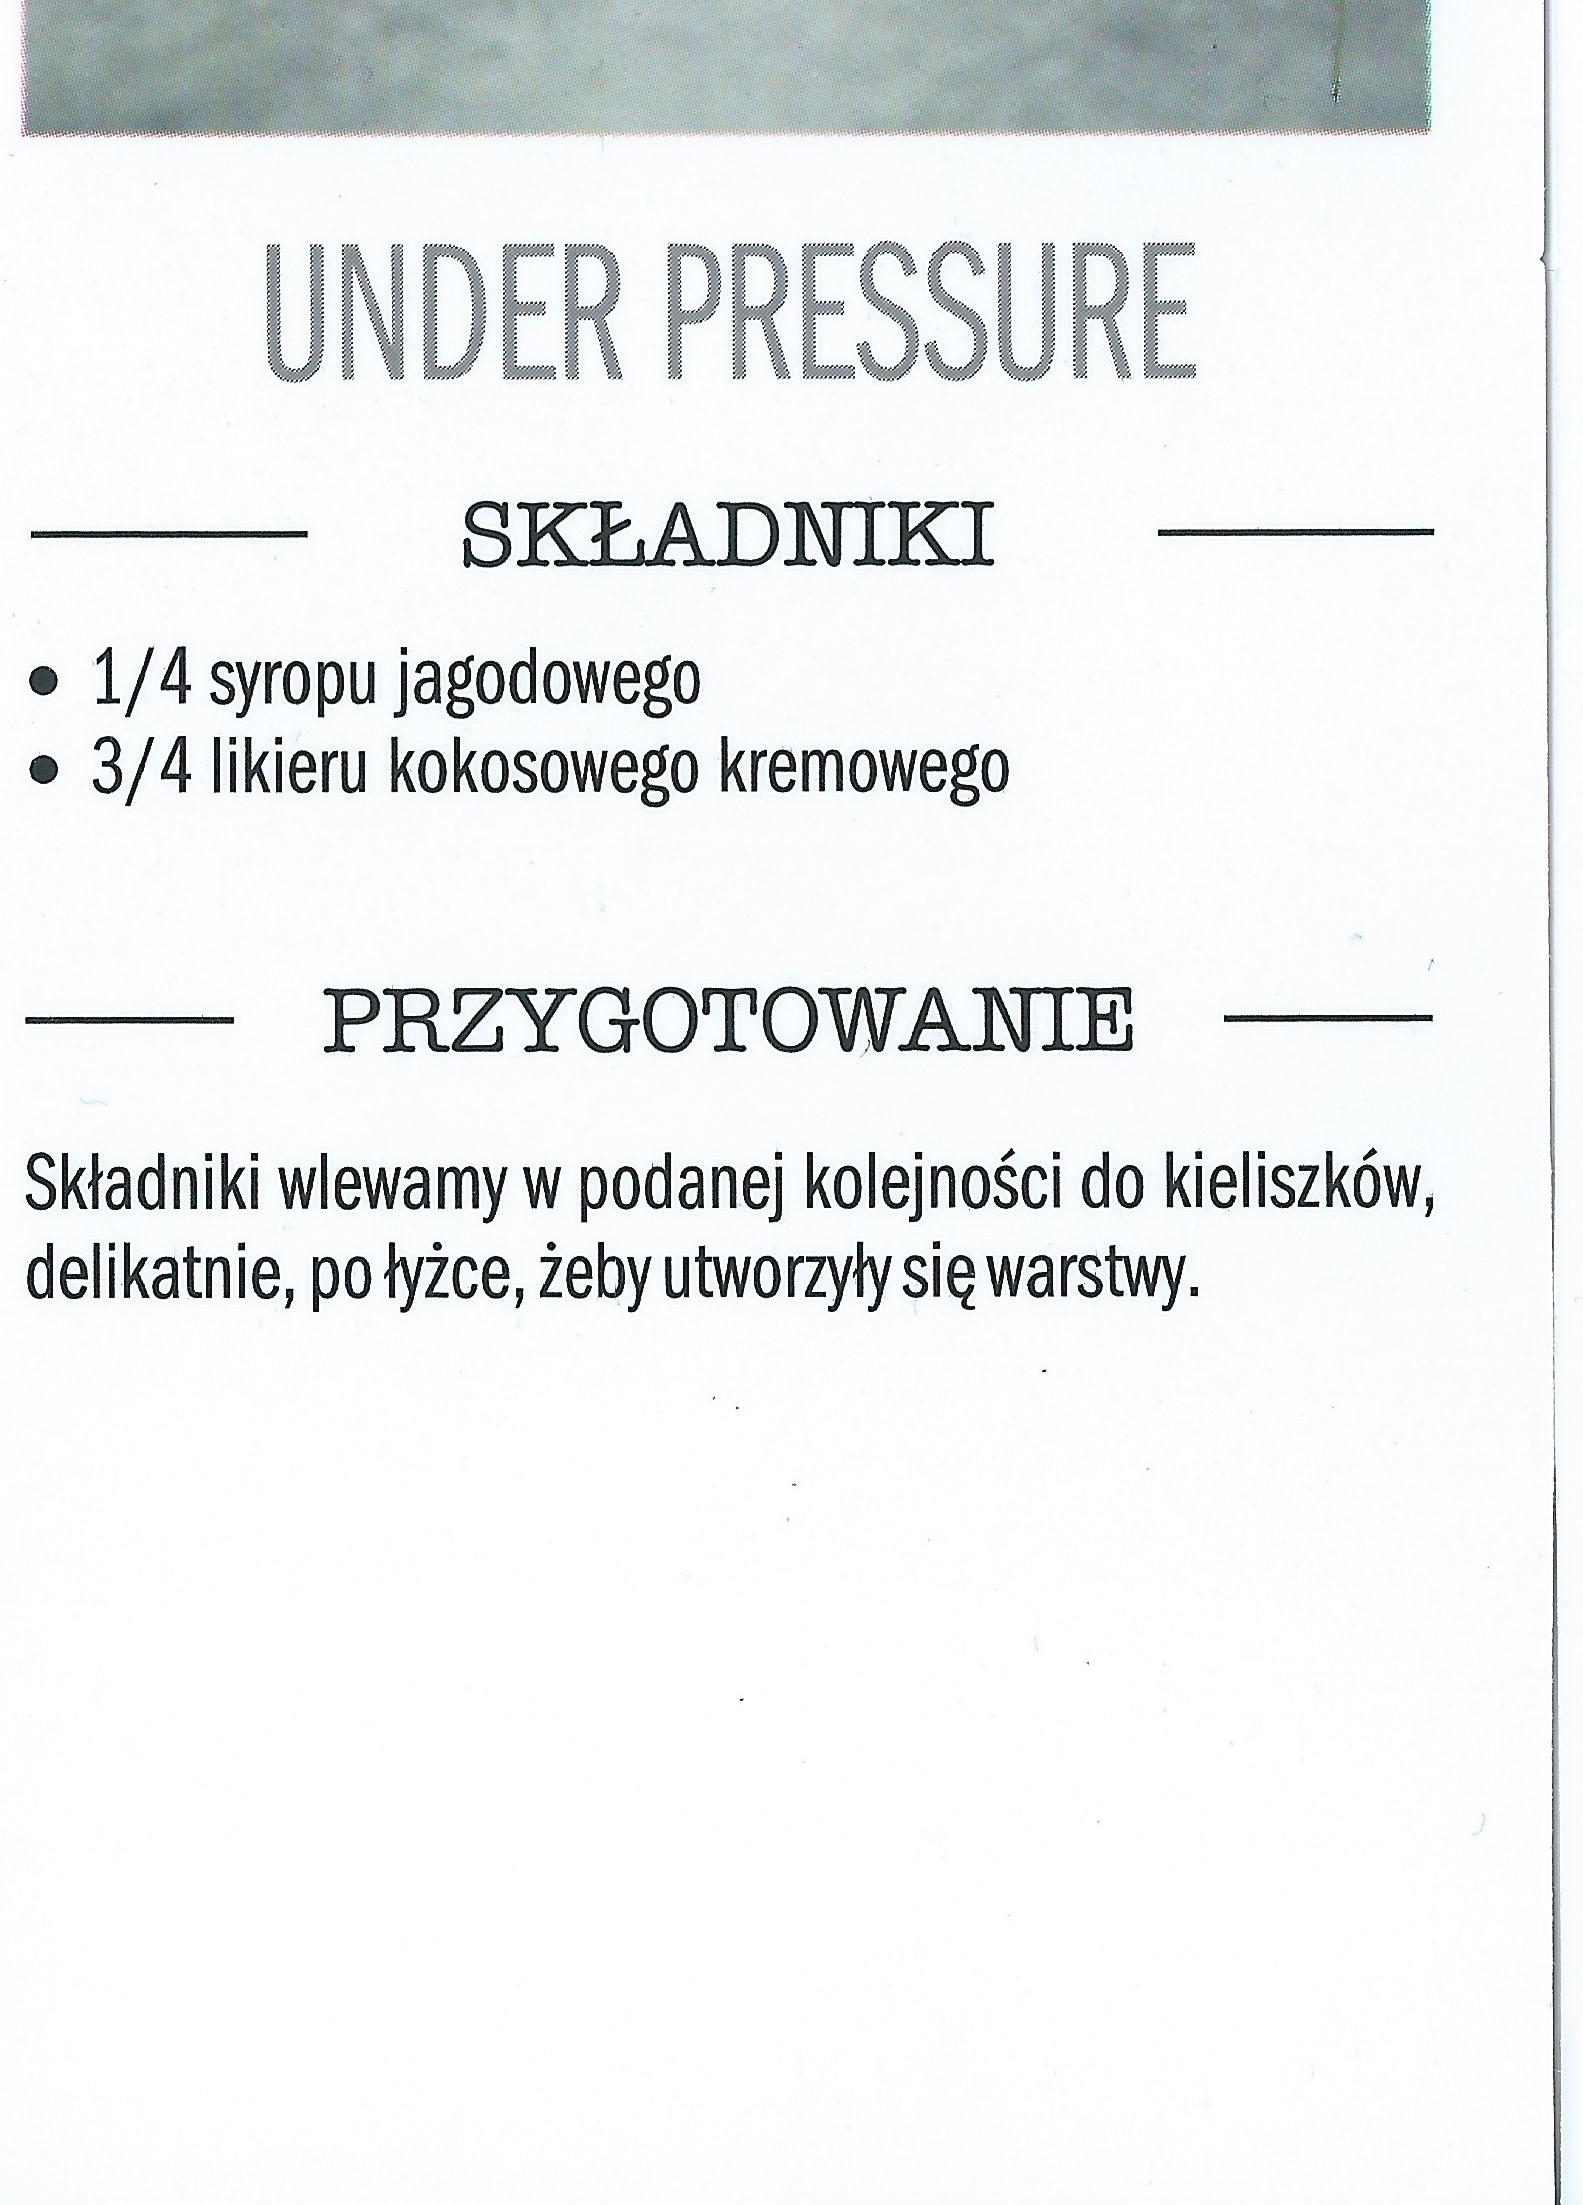 UNDER PRESSURE
SKŁADNIKI
• 1/4 syropu jagodowego
• 3/4 likieru kokosowego kremowego
PRZYGOTOWANIE
Składniki wlewamy w podanej kolejności do kieliszków,
delikatnie, po łyżce, żeby utworzyły się warstwy.